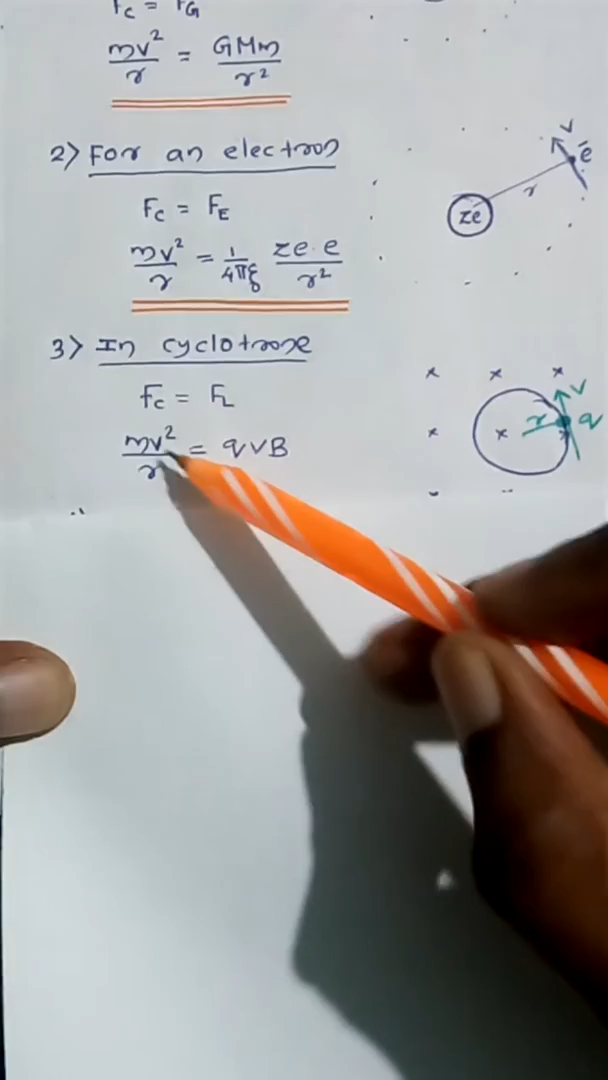 Fc = FG
mv²/r = GMm/r²
2) For an electron
Fc = FE
mv²/r = 1/4πε₀ ze.e/r²
3) In cyclotrone
Fc = FL
mv²/r = qvB
v
ē
r
ze
× × ×
v
× × r q